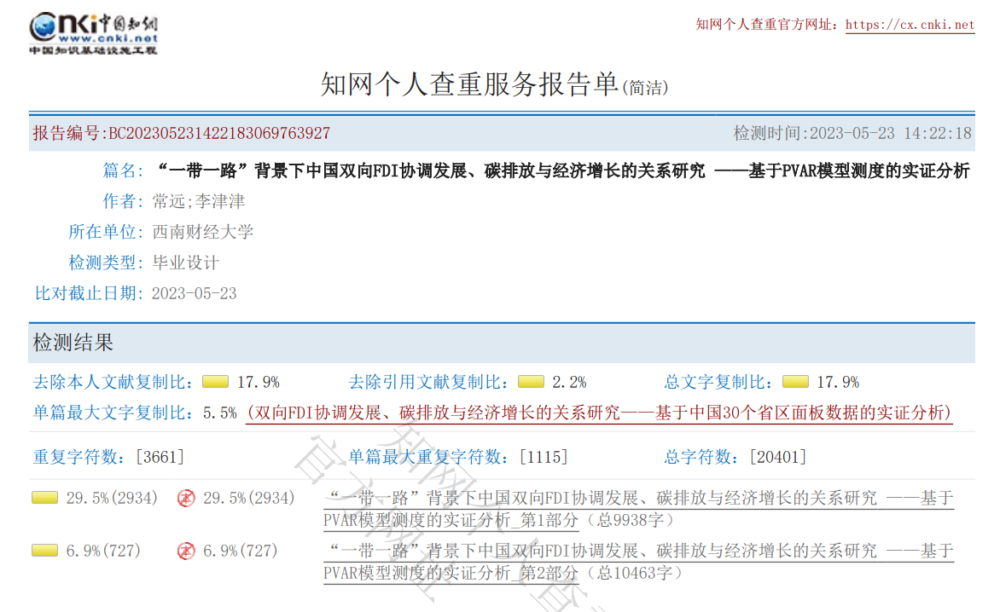 Cnki中国知网
www.cnki.net
中国知识基础设施工程
知网个人查重官方网址：https://cx.cnki.net
知网个人查重服务报告单(简洁)
报告编号:BC202305231422183069763927
检测时间:2023-05-23 14:22:18
篇名：“一带一路”背景下中国双向FDI协调发展、碳排放与经济增长的关系研究 ——基于PVAR模型测度的实证分析
作者：常远;李津津
所在单位：西南财经大学
检测类型：毕业设计
比对截止日期：2023-05-23
检测结果
去除本人文献复制比：17.9% 去除引用文献复制比：2.2% 总文字复制比：17.9%
单篇最大文字复制比：5.5% (双向FDI协调发展、碳排放与经济增长的关系研究——基于中国30个省区面板数据的实证分析)
重复字符数：[3661] 单篇最大重复字符数：[1115] 总字符数：[20401]
29.5%(2934) 本 29.5%(2934) “一带一路”背景下中国双向FDI协调发展、碳排放与经济增长的关系研究 ——基于
PVAR模型测度的实证分析_第1部分（总9938字）
6.9%(727) 本 6.9%(727) “一带一路”背景下中国双向FDI协调发展、碳排放与经济增长的关系研究 ——基于
PVAR模型测度的实证分析_第2部分（总10463字）
知网个人查
官方网址